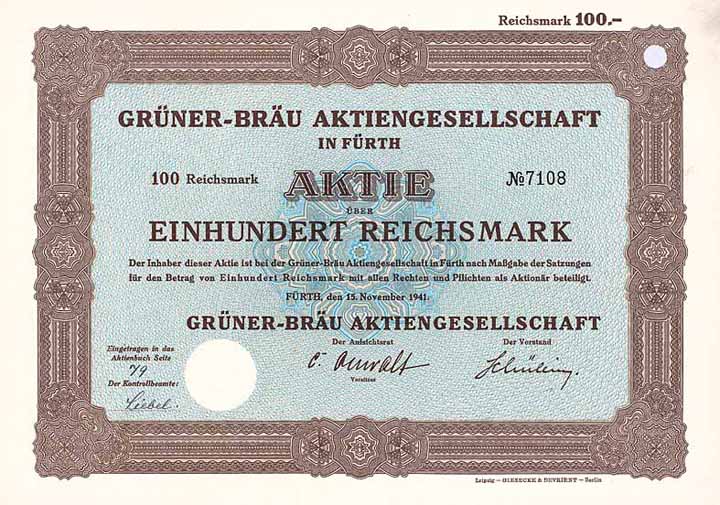 Reichsmark 100.–
GRÜNER-BRÄU AKTIENGESELLSCHAFT
IN FÜRTH
100 Reichsmark AKTIE №7108
ÜBER
EINHUNDERT REICHSMARK
Der Inhaber dieser Aktie ist bei der Grüner-Bräu Aktiengesellschaft in Fürth nach Maßgabe der Satzungen
für den Betrag von Einhundert Reichsmark mit allen Rechten und Pflichten als Aktionär beteiligt.
FÜRTH, den 15. November 1941.
GRÜNER-BRÄU AKTIENGESELLSCHAFT
Der Aufsichtsrat Der Vorstand
Eingetragen in das
Aktienbuch Seite
79
Der Kontrollbeamte:
Liebel.
C. Anwalt
Vorsitzer
Schülein.
Leipzig — GIESECKE & DEVRIENT — Berlin